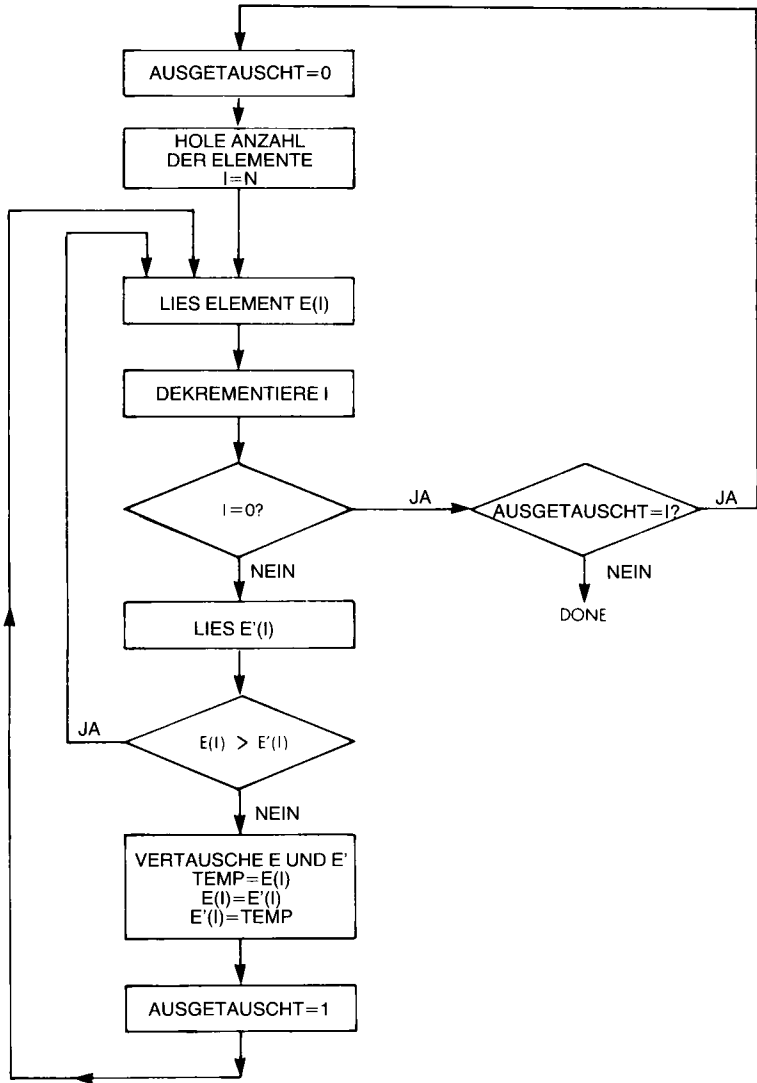 AUSGETAUSCHT=0
HOLE ANZAHL
DER ELEMENTE
I=N
LIES ELEMENT E(I)
DEKREMENTIERE I
I=0?
JA
AUSGETAUSCHT=I?
JA
NEIN
NEIN
DONE
LIES E'(I)
JA
E(I) > E'(I)
NEIN
VERTAUSCHE E UND E'
TEMP=E(I)
E(I)=E'(I)
E'(I)=TEMP
AUSGETAUSCHT=1